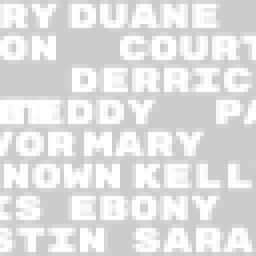 RY DUANE
ON COURT
DERRIC
EDDY PA
VOR MARY
NOWN KELL
IS EBONY
STIN SARA